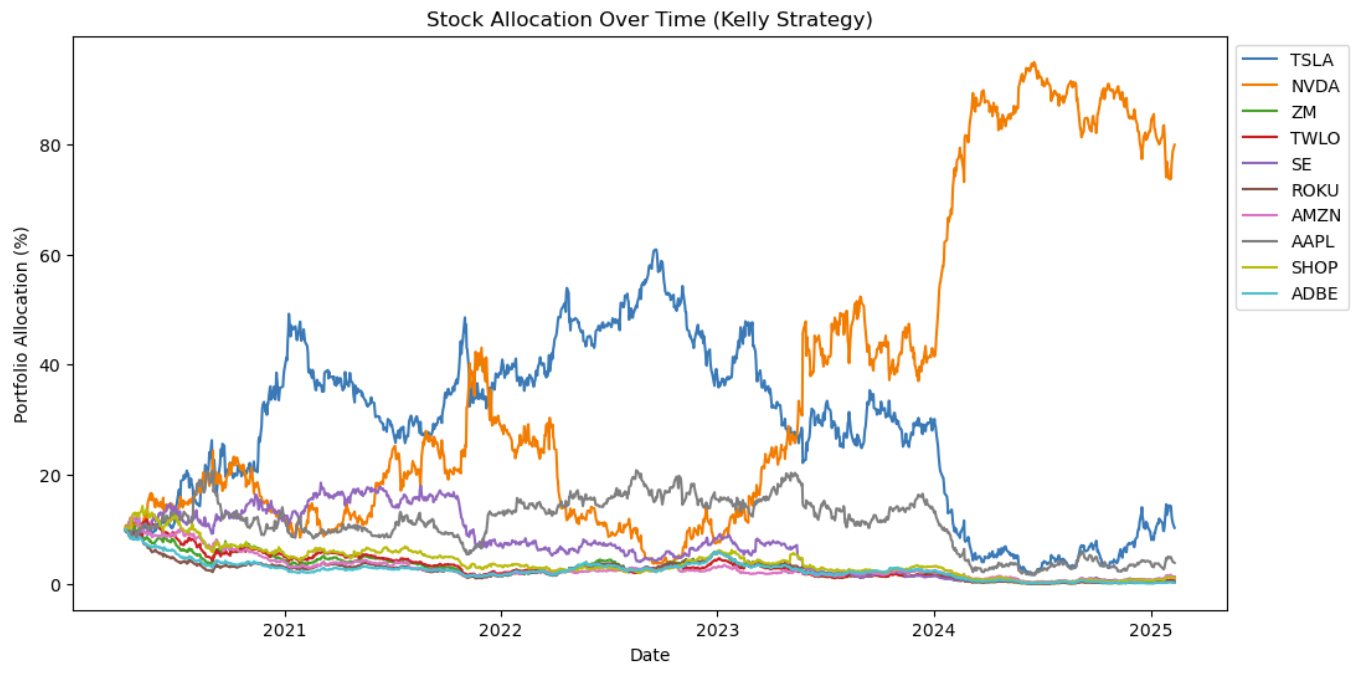 Stock Allocation Over Time (Kelly Strategy)
TSLA
NVDA
ZM
TWLO
SE
ROKU
AMZN
AAPL
SHOP
ADBE
Portfolio Allocation (%)
80
60
40
20
0
2021 2022 2023 2024 2025
Date